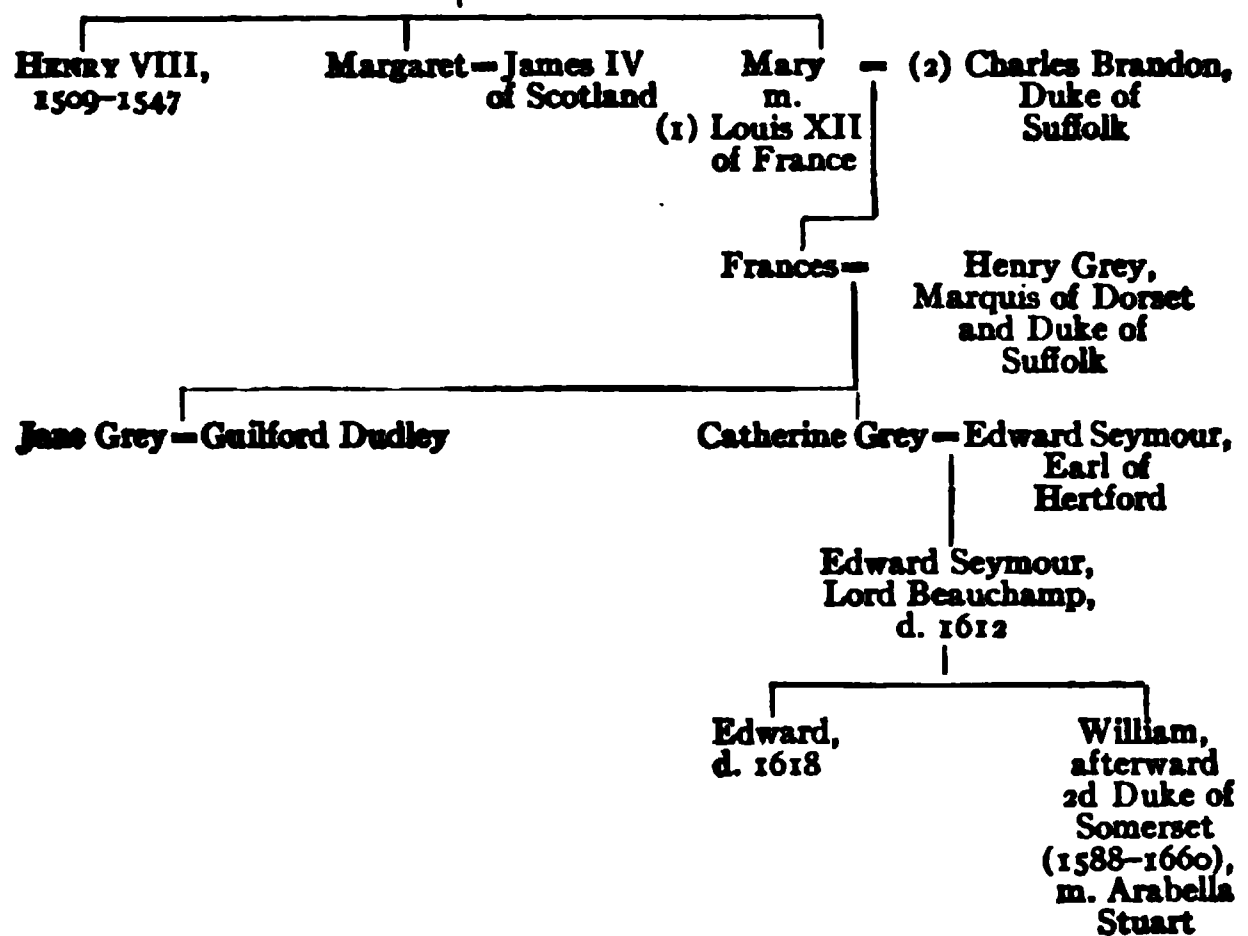 HENRY VIII,
1509–1547
Margaret=James IV
of Scotland
Mary = (2) Charles Brandon,
m.
Duke of
Suffolk
(1) Louis XII
of France
Frances=
Henry Grey,
Marquis of Dorset
and Duke of
Suffolk
Jane Grey=Guilford Dudley
Catherine Grey=Edward Seymour,
Earl of
Hertford
Edward Seymour,
Lord Beauchamp,
d. 1612
Edward,
d. 1618
William,
afterward
2d Duke of
Somerset
(1588–1660),
m. Arabella
Stuart